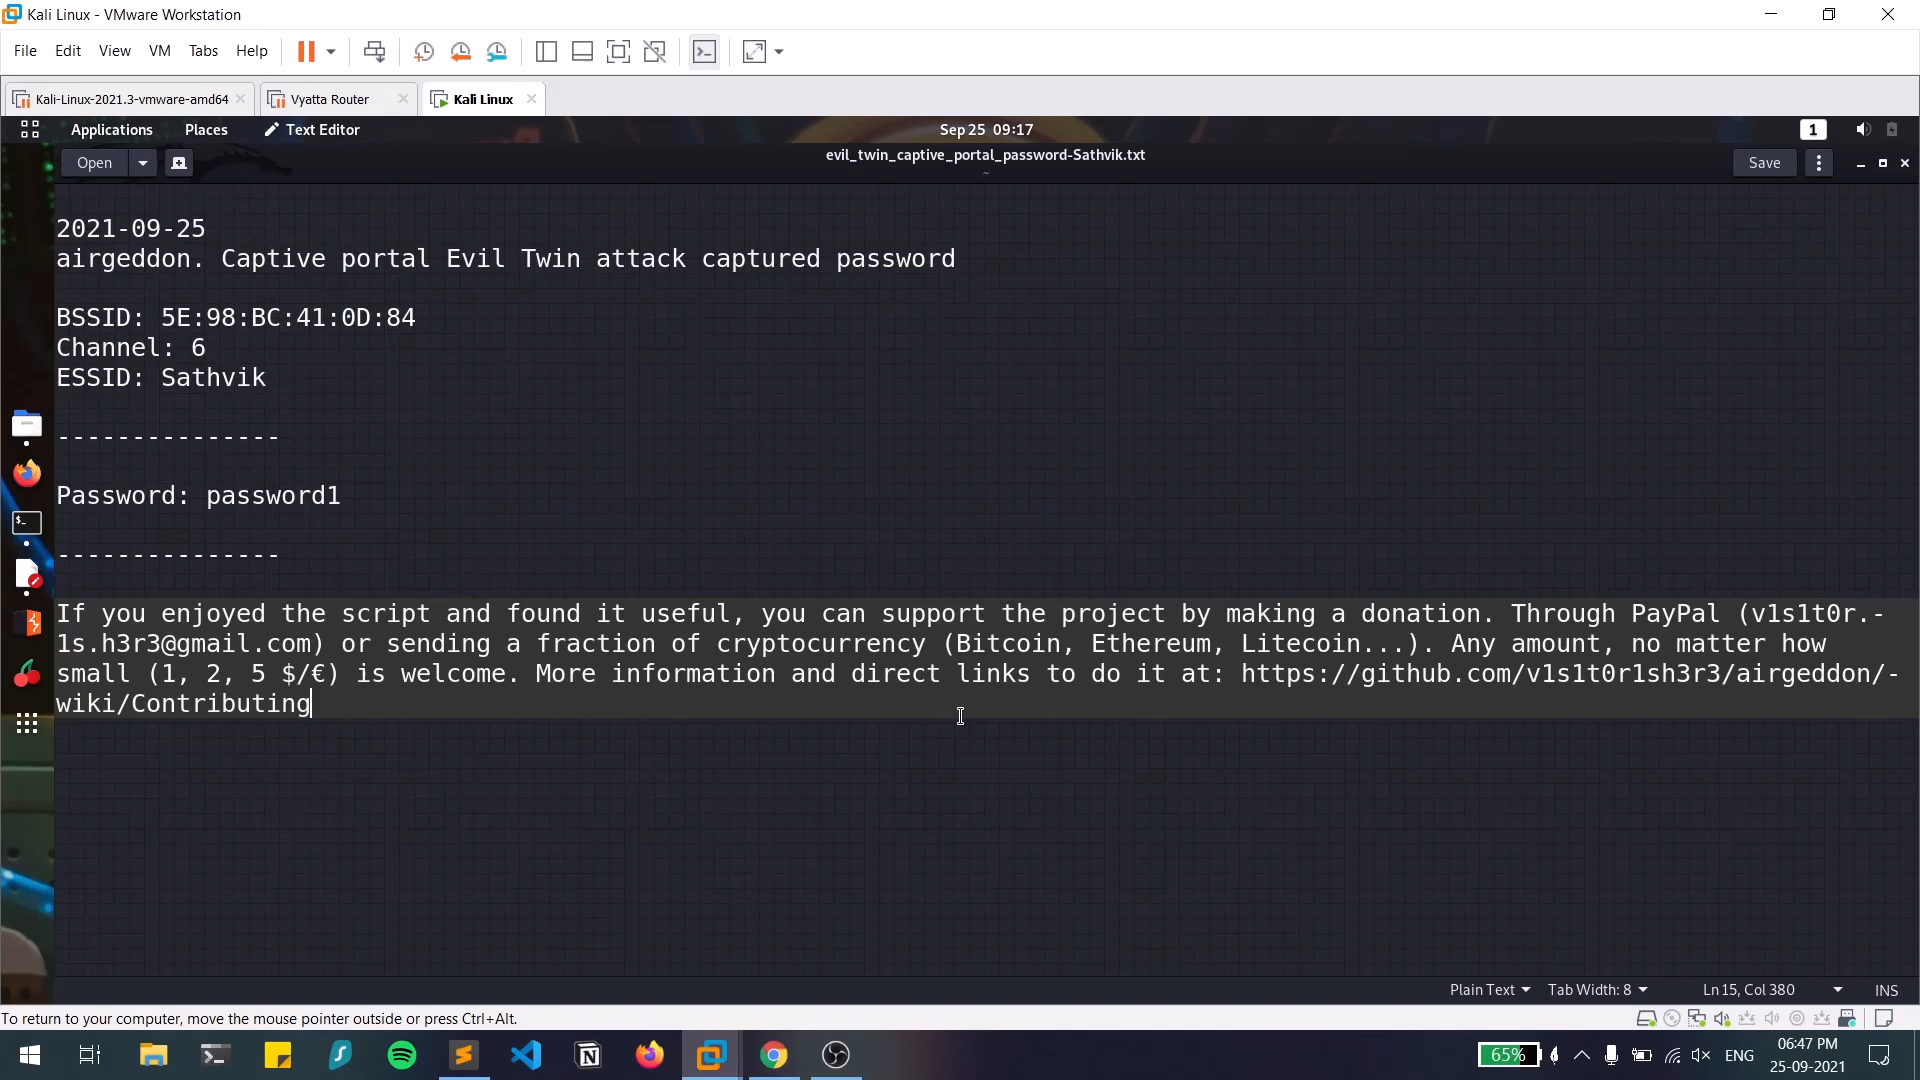 Kali Linux - VMware Workstation
File Edit View VM Tabs Help
Kali-Linux-2021.3-vmware-amd64 Vyatta Router Kali Linux
Applications Places Text Editor Sep 25 09:17 1
Open evil_twin_captive_portal_password-Sathvik.txt Save
~
2021-09-25
airgeddon. Captive portal Evil Twin attack captured password
BSSID: 5E:98:BC:41:0D:84
Channel: 6
ESSID: Sathvik
---------------
Password: password1
---------------
If you enjoyed the script and found it useful, you can support the project by making a donation. Through PayPal (v1s1t0r.-
1s.h3r3@gmail.com) or sending a fraction of cryptocurrency (Bitcoin, Ethereum, Litecoin...). Any amount, no matter how
small (1, 2, 5 $/€) is welcome. More information and direct links to do it at: https://github.com/v1s1t0r1sh3r3/airgeddon/-
wiki/Contributing
Plain Text Tab Width: 8 Ln 15, Col 380 INS
To return to your computer, move the mouse pointer outside or press Ctrl+Alt.
65% ENG 06:47 PM
25-09-2021